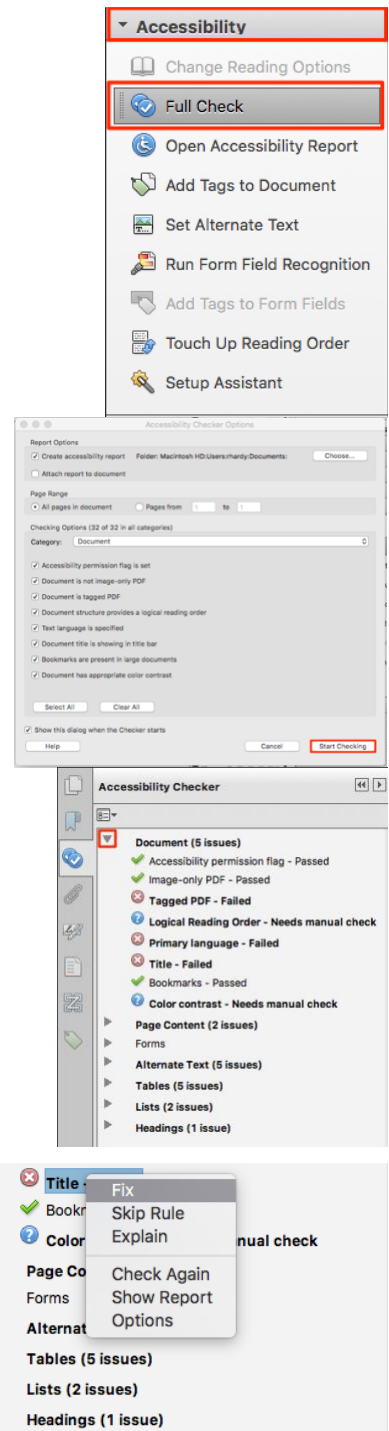 Accessibility
Change Reading Options
Full Check
Open Accessibility Report
Add Tags to Document
Set Alternate Text
Run Form Field Recognition
Add Tags to Form Fields
Touch Up Reading Order
Setup Assistant
Accessibility Checker Options
Report Options
Create accessibility report Folder: Macintosh HD:Users:rhardy:Documents: Choose...
Attach report to document
Page Range
All pages in document Pages from 1 to 1
Checking Options (32 of 32 in all categories)
Category: Document
Accessibility permission flag is set
Document is not image-only PDF
Document is tagged PDF
Document structure provides a logical reading order
Text language is specified
Document title is showing in title bar
Bookmarks are present in large documents
Document has appropriate color contrast
Select All Clear All
Show this dialog when the Checker starts
Help Cancel Start Checking
Accessibility Checker
Document (5 issues)
Accessibility permission flag - Passed
Image-only PDF - Passed
Tagged PDF - Failed
Logical Reading Order - Needs manual check
Primary language - Failed
Title - Failed
Bookmarks - Passed
Color contrast - Needs manual check
Page Content (2 issues)
Forms
Alternate Text (5 issues)
Tables (5 issues)
Lists (2 issues)
Headings (1 issue)
Title -
Fix
Bookr
Skip Rule
Color
Explain
nual check
Page Co
Check Again
Forms
Show Report
Alternat
Options
Tables (5 issues)
Lists (2 issues)
Headings (1 issue)